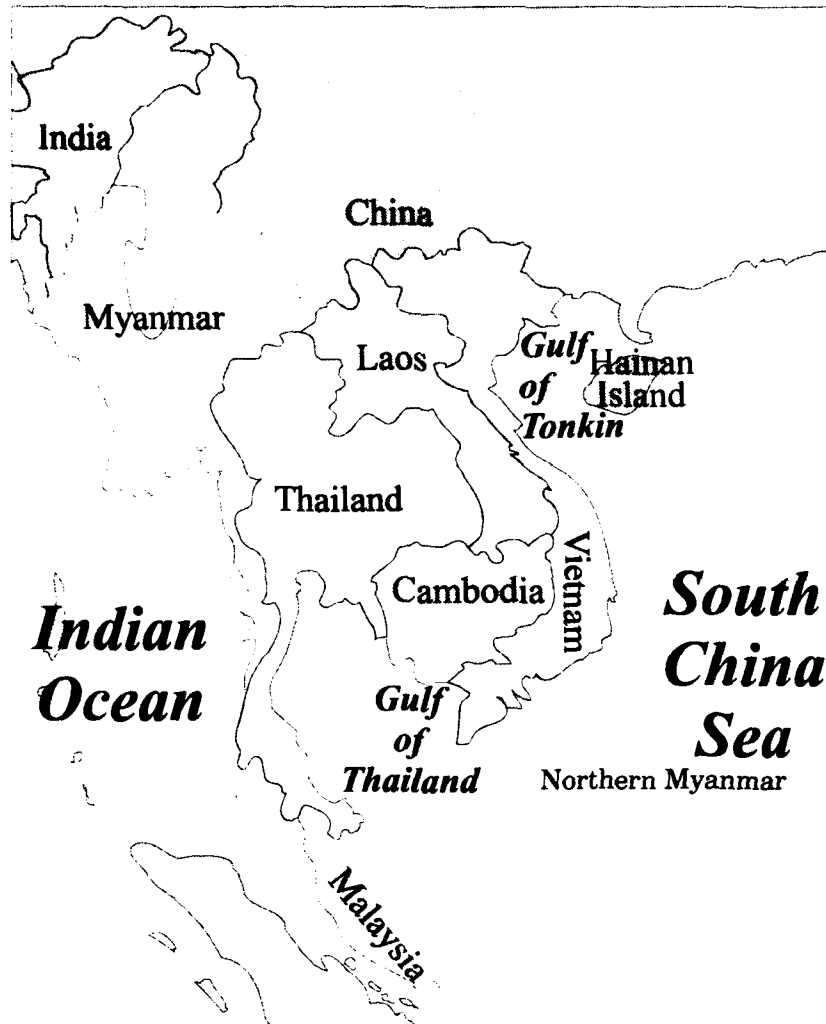 India
China
Myanmar
Laos
Gulf
of
Tonkin
Hainan
Island
Thailand
Vietnam
Cambodia
Indian
Ocean
South
China
Sea
Gulf
of
Thailand
Northern Myanmar
Malaysia